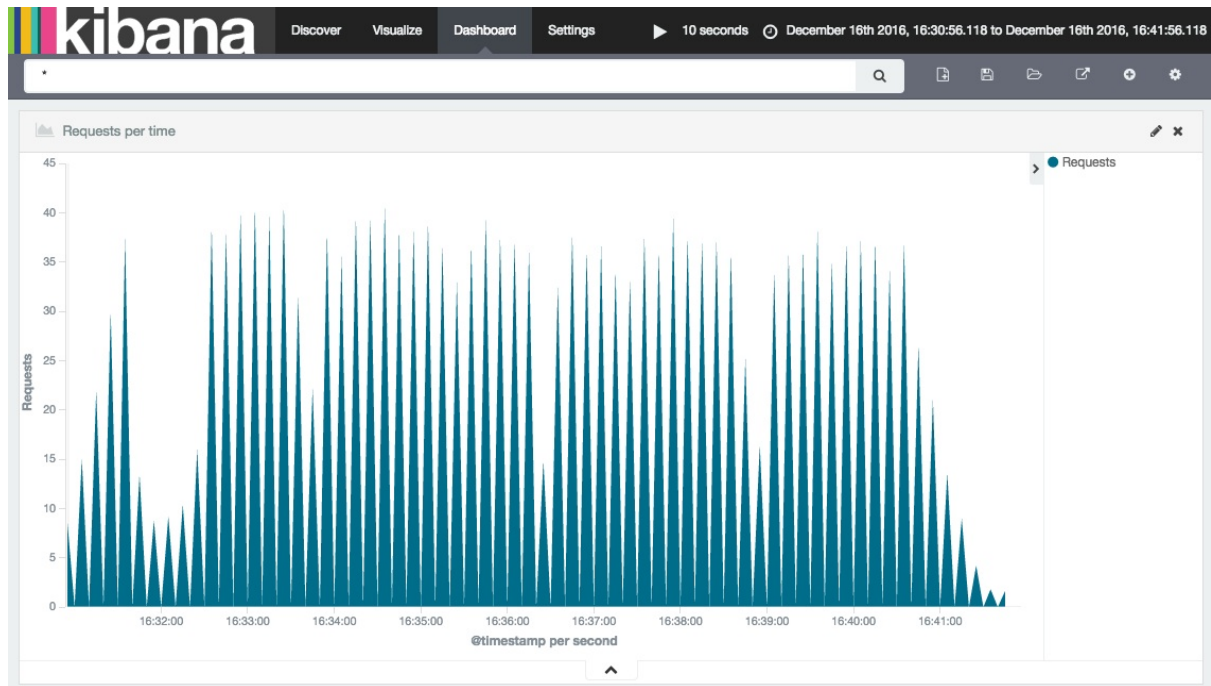 kibana Discover Visualize Dashboard Settings 10 seconds December 16th 2016, 16:30:56.118 to December 16th 2016, 16:41:56.118
*
Requests per time
Requests
45
40
35
30
25
20
15
10
5
0
Requests
16:32:00 16:33:00 16:34:00 16:35:00 16:36:00 16:37:00 16:38:00 16:39:00 16:40:00 16:41:00
@timestamp per second